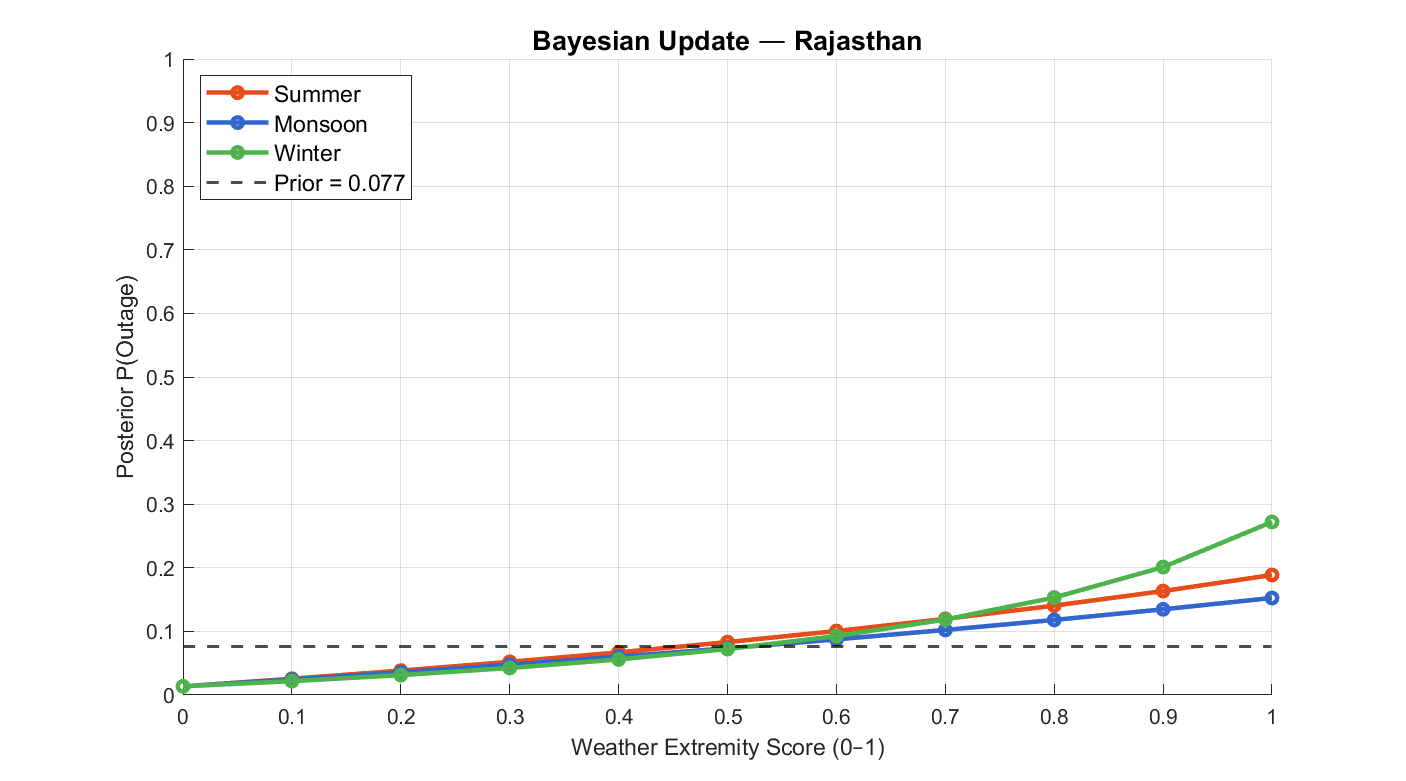 Bayesian Update — Rajasthan
Summer
Monsoon
Winter
Prior = 0.077
Posterior P(Outage)
1
0.9
0.8
0.7
0.6
0.5
0.4
0.3
0.2
0.1
0
0 0.1 0.2 0.3 0.4 0.5 0.6 0.7 0.8 0.9 1
Weather Extremity Score (0–1)